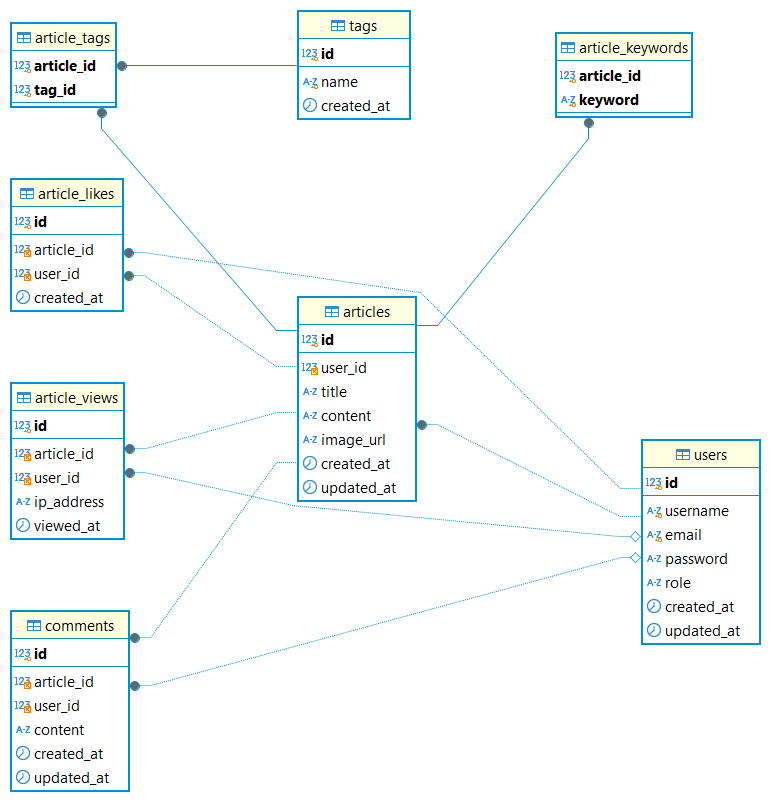 article_tags
123 article_id
123 tag_id
tags
123 id
A-Z name
created_at
article_keywords
123 article_id
A-Z keyword
article_likes
123 id
123 article_id
123 user_id
created_at
articles
123 id
123 user_id
A-Z title
A-Z content
A-Z image_url
created_at
updated_at
article_views
123 id
123 article_id
123 user_id
A-Z ip_address
viewed_at
users
123 id
A-Z username
A-Z email
A-Z password
A-Z role
created_at
updated_at
comments
123 id
123 article_id
123 user_id
A-Z content
created_at
updated_at